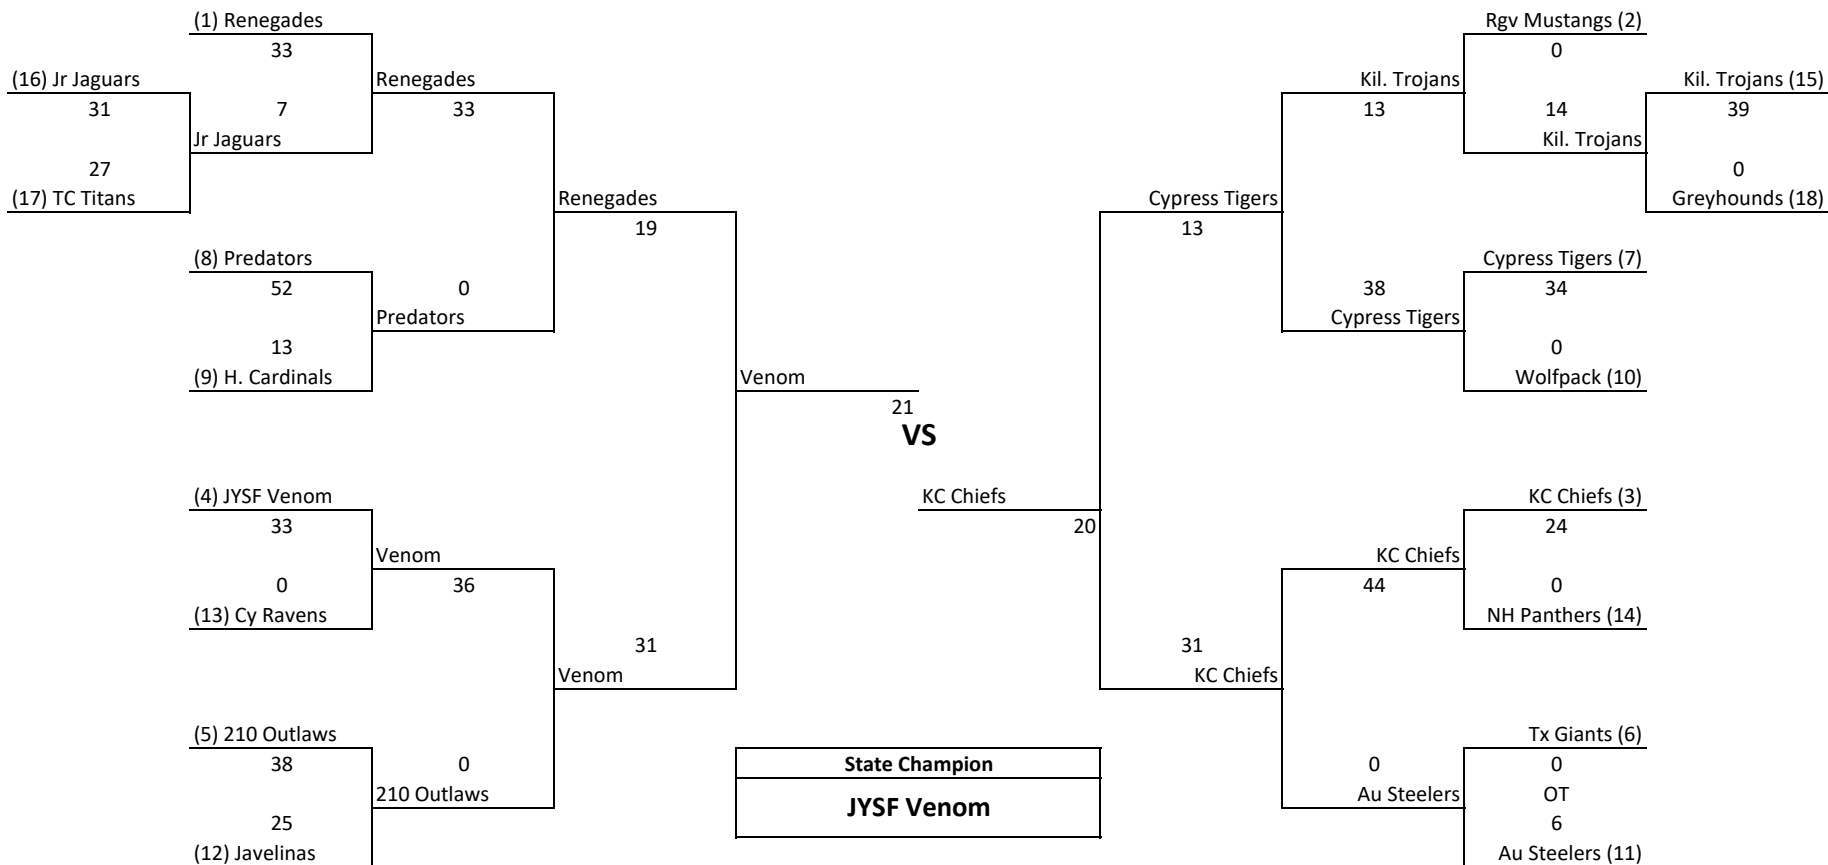 (1) Renegades
Rgv Mustangs (2)
33
0
(16) Jr Jaguars
Renegades
Kil. Trojans
Kil. Trojans (15)
31
7
33
13
14
39
Jr Jaguars
Kil. Trojans
27
0
(17) TC Titans
Renegades
Cypress Tigers
Greyhounds (18)
19
13
(8) Predators
Cypress Tigers (7)
52
0
38
34
Predators
Cypress Tigers
13
0
(9) H. Cardinals
Venom
Wolfpack (10)
21
VS
(4) JYSF Venom
KC Chiefs
KC Chiefs (3)
33
20
24
Venom
KC Chiefs
0
36
44
0
(13) Cy Ravens
NH Panthers (14)
31
31
Venom
KC Chiefs
(5) 210 Outlaws
Tx Giants (6)
38
0
State Champion
0
0
210 Outlaws
JYSF Venom
Au Steelers
OT
25
6
(12) Javelinas
Au Steelers (11)